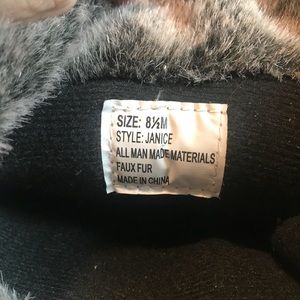 SIZE: 8½M
STYLE: JANICE
ALL MAN MADE MATERIALS
FAUX FUR
MADE IN CHINA